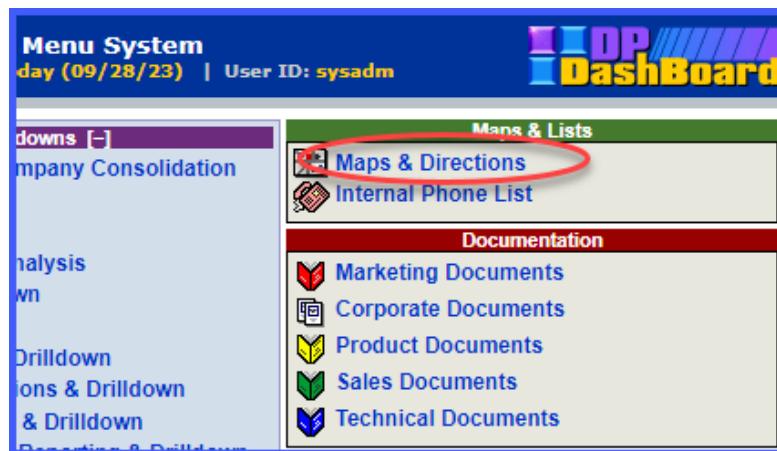 Menu System
day (09/28/23) | User ID: sysadm
DP
DashBoard
downs [–]
mpany Consolidation
nalysis
wn
Drilldown
ions & Drilldown
& Drilldown
Reporting & Drilldown
Maps & Lists
Maps & Directions
Internal Phone List
Documentation
Marketing Documents
Corporate Documents
Product Documents
Sales Documents
Technical Documents